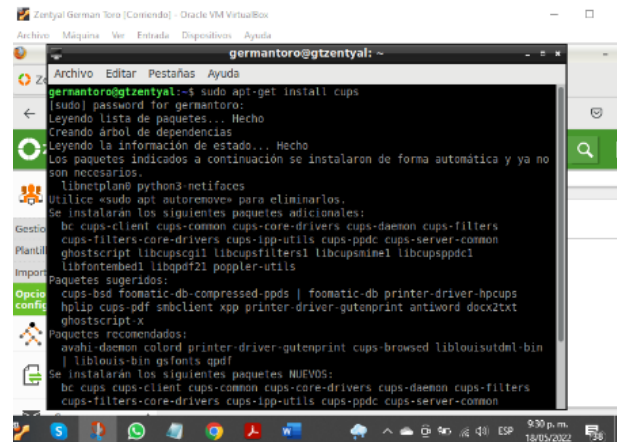 Zentyal German Toro [Corriendo] - Oracle VM VirtualBox
Archivo Máquina Ver Entrada Dispositivos Ayuda
germantoro@gtzentyal: ~
Archivo Editar Pestañas Ayuda
germantoro@gtzentyal:~$ sudo apt-get install cups
[sudo] password for germantoro:
Leyendo lista de paquetes... Hecho
Creando árbol de dependencias
Leyendo la información de estado... Hecho
Los paquetes indicados a continuación se instalaron de forma automática y ya no
son necesarios.
libnetplan0 python3-netifaces
Utilice «sudo apt autoremove» para eliminarlos.
Se instalarán los siguientes paquetes adicionales:
bc cups-client cups-common cups-core-drivers cups-daemon cups-filters
cups-filters-core-drivers cups-ipp-utils cups-ppdc cups-server-common
ghostscript libcupscgi1 libcupsfilters1 libcupsmime1 libcupsppdc1
libfontembed1 libqpdf21 poppler-utils
Paquetes sugeridos:
cups-bsd foomatic-db-compressed-ppds | foomatic-db printer-driver-hpcups
hplip cups-pdf smbclient xpp printer-driver-gutenprint antiword docx2txt
ghostscript-x
Paquetes recomendados:
avahi-daemon colord printer-driver-gutenprint cups-browsed liblouisutdml-bin
| liblouis-bin gsfonts qpdf
Se instalarán los siguientes paquetes NUEVOS:
bc cups cups-client cups-common cups-core-drivers cups-daemon cups-filters
cups-filters-core-drivers cups-ipp-utils cups-ppdc cups-server-common
Ze
Gestio
Plantill
Import
Opcio
config
ESP
9:30 p. m.
18/05/2022
38